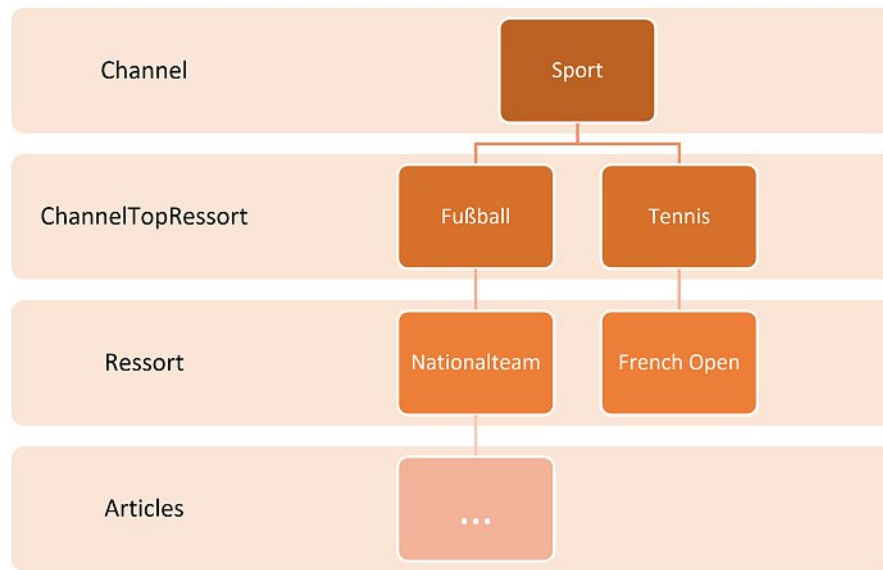 Channel
Sport
ChannelTopRessort
Fußball
Tennis
Ressort
Nationalteam
French Open
Articles
...